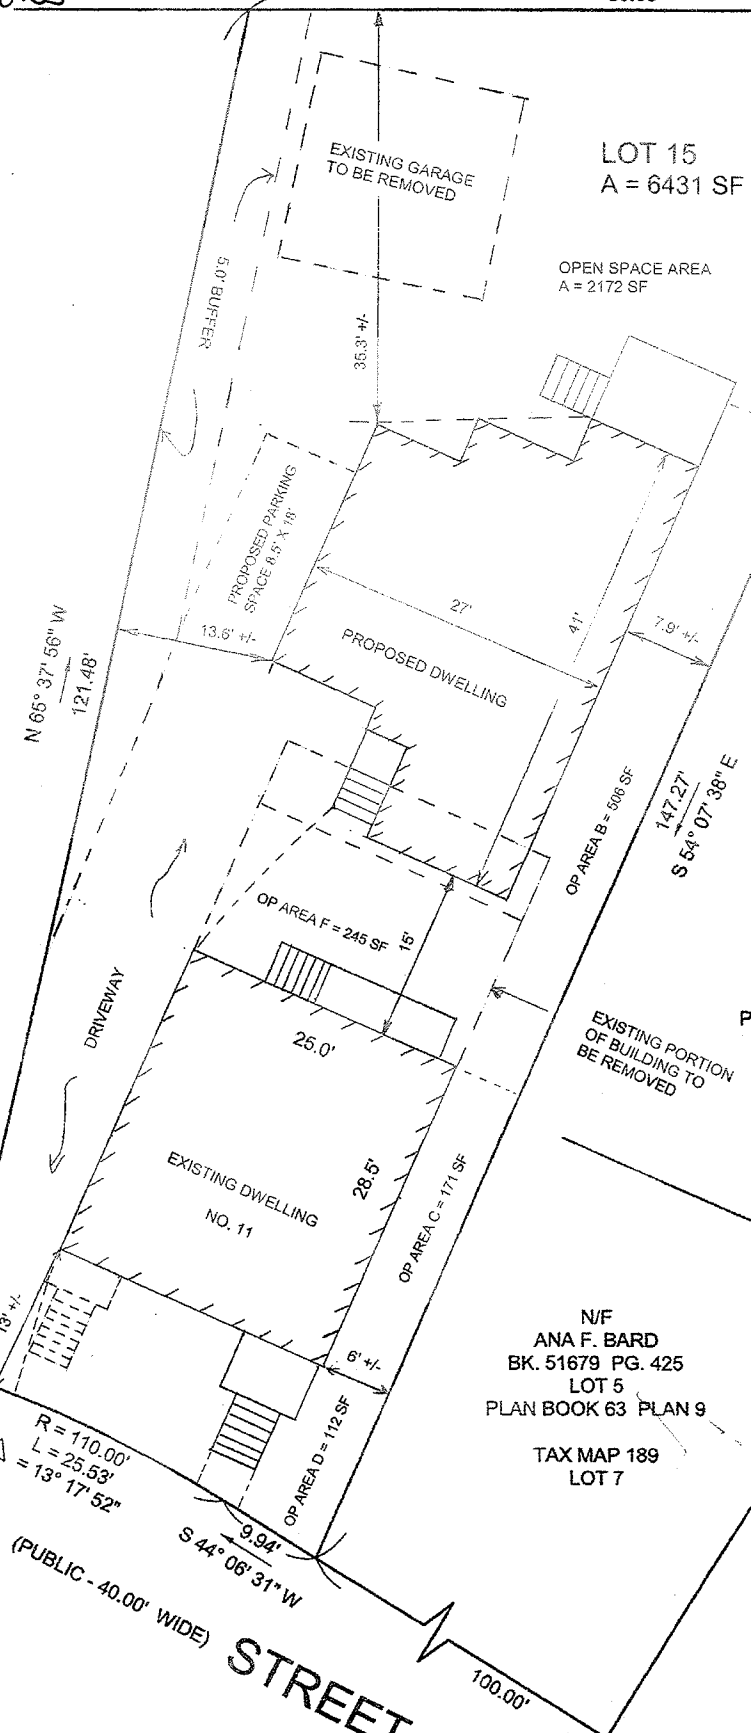 LOT 15
A = 6431 SF
EXISTING GARAGE
TO BE REMOVED
OPEN SPACE AREA
A = 2172 SF
5.0' BUFFER
35.3' +/-
PROPOSED PARKING
SPACE 8.5' X 18'
27'
41'
7.9' +/-
13.6' +/-
PROPOSED DWELLING
N 65° 37' 56" W
121.48'
147.27'
S 54° 07' 38" E
OP AREA B = 506 SF
OP AREA F = 245 SF
15'
DRIVEWAY
25.0'
EXISTING PORTION
OF BUILDING TO
BE REMOVED
P
EXISTING DWELLING
NO. 11
28.5'
OP AREA C = 171 SF
13' +/-
6' +/-
N/F
ANA F. BARD
BK. 51679 PG. 425
LOT 5
PLAN BOOK 63 PLAN 9
TAX MAP 189
LOT 7
R = 110.00'
L = 25.53'
Δ = 13° 17' 52"
OP AREA D = 112 SF
9.94'
S 44° 06' 31" W
(PUBLIC - 40.00' WIDE)
STREET
100.00'